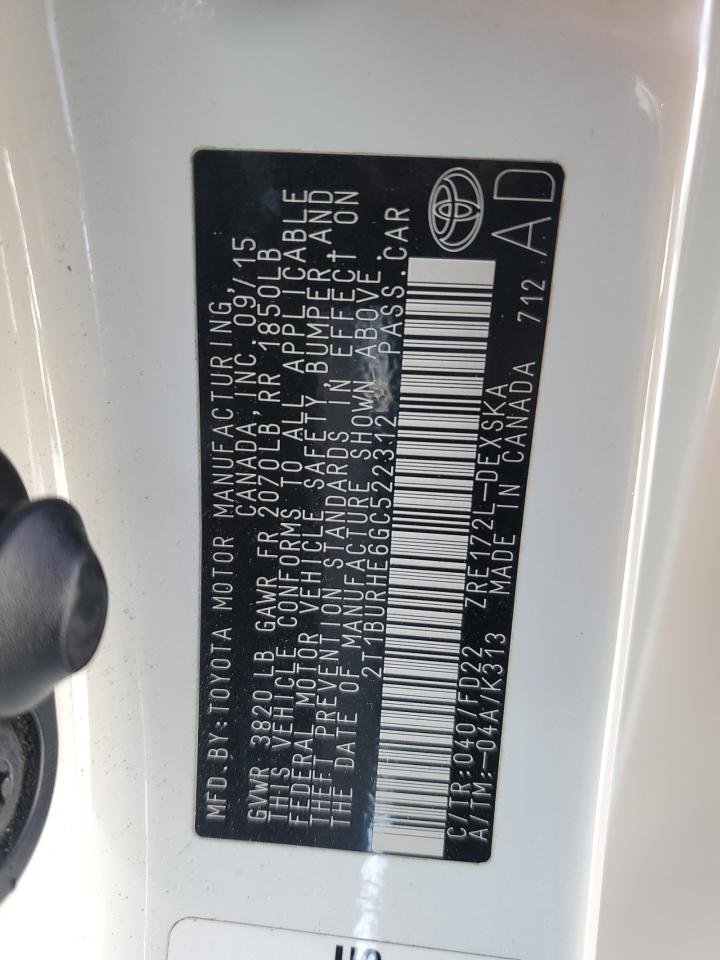 MFD. BY: TOYOTA MOTOR MANUFACTURING,
CANADA, INC. 09/15
GVWR 3820 LB GAWR FR 2070LB RR 1850LB
THIS VEHICLE CONFORMS TO ALL APPLICABLE
FEDERAL MOTOR VEHICLE SAFETY, BUMPER, AND
THEFT PREVENTION STANDARDS IN EFFECT ON
THE DATE OF MANUFACTURE SHOWN ABOVE.
2T1BURHE6GC522312 PASS.CAR
C/TR:040/FD22 ZRE172L-DEXSKA
A/TM:-04A/K313 MADE IN CANADA 712
AD